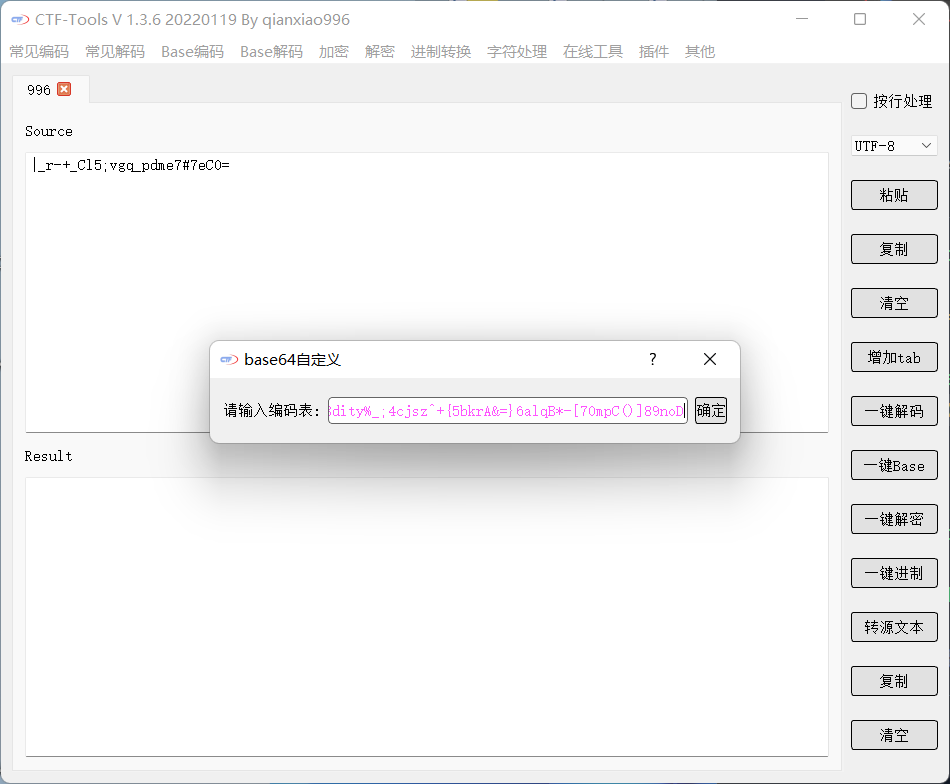 CTF-Tools V 1.3.6 20220119 By qianxiao996
常见编码 常见解码 Base编码 Base解码 加密 解密 进制转换 字符处理 在线工具 插件 其他
996
按行处理
Source
UTF-8
_r-+_Cl5;vgq_pdme7#7eC0=
粘贴
复制
清空
增加tab
base64自定义
请输入编码表: dity%_;4cjsz^+{5bkrA&=}6alqB*-[70mpC()]89noD 确定
一键解码
Result
一键Base
一键解密
一键进制
转源文本
复制
清空